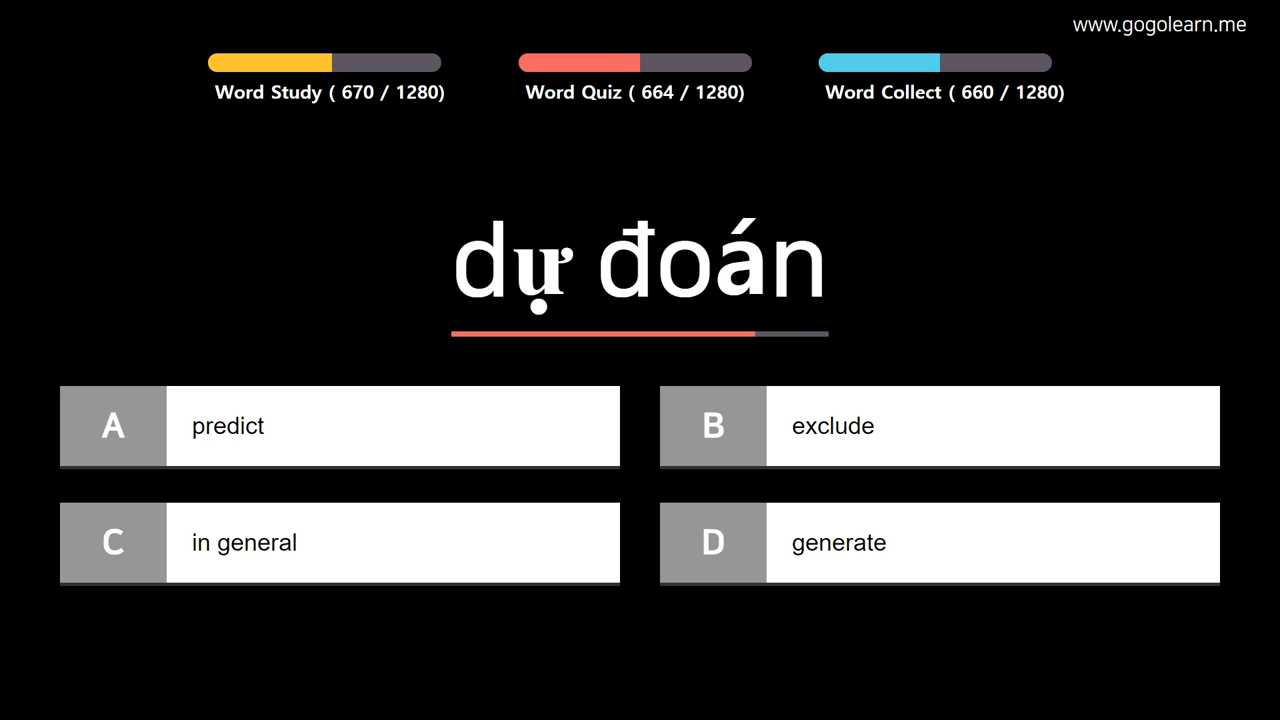 www.gogolearn.me
Word Study ( 670 / 1280)
Word Quiz ( 664 / 1280)
Word Collect ( 660 / 1280)
dự đoán
A predict
B exclude
C in general
D generate